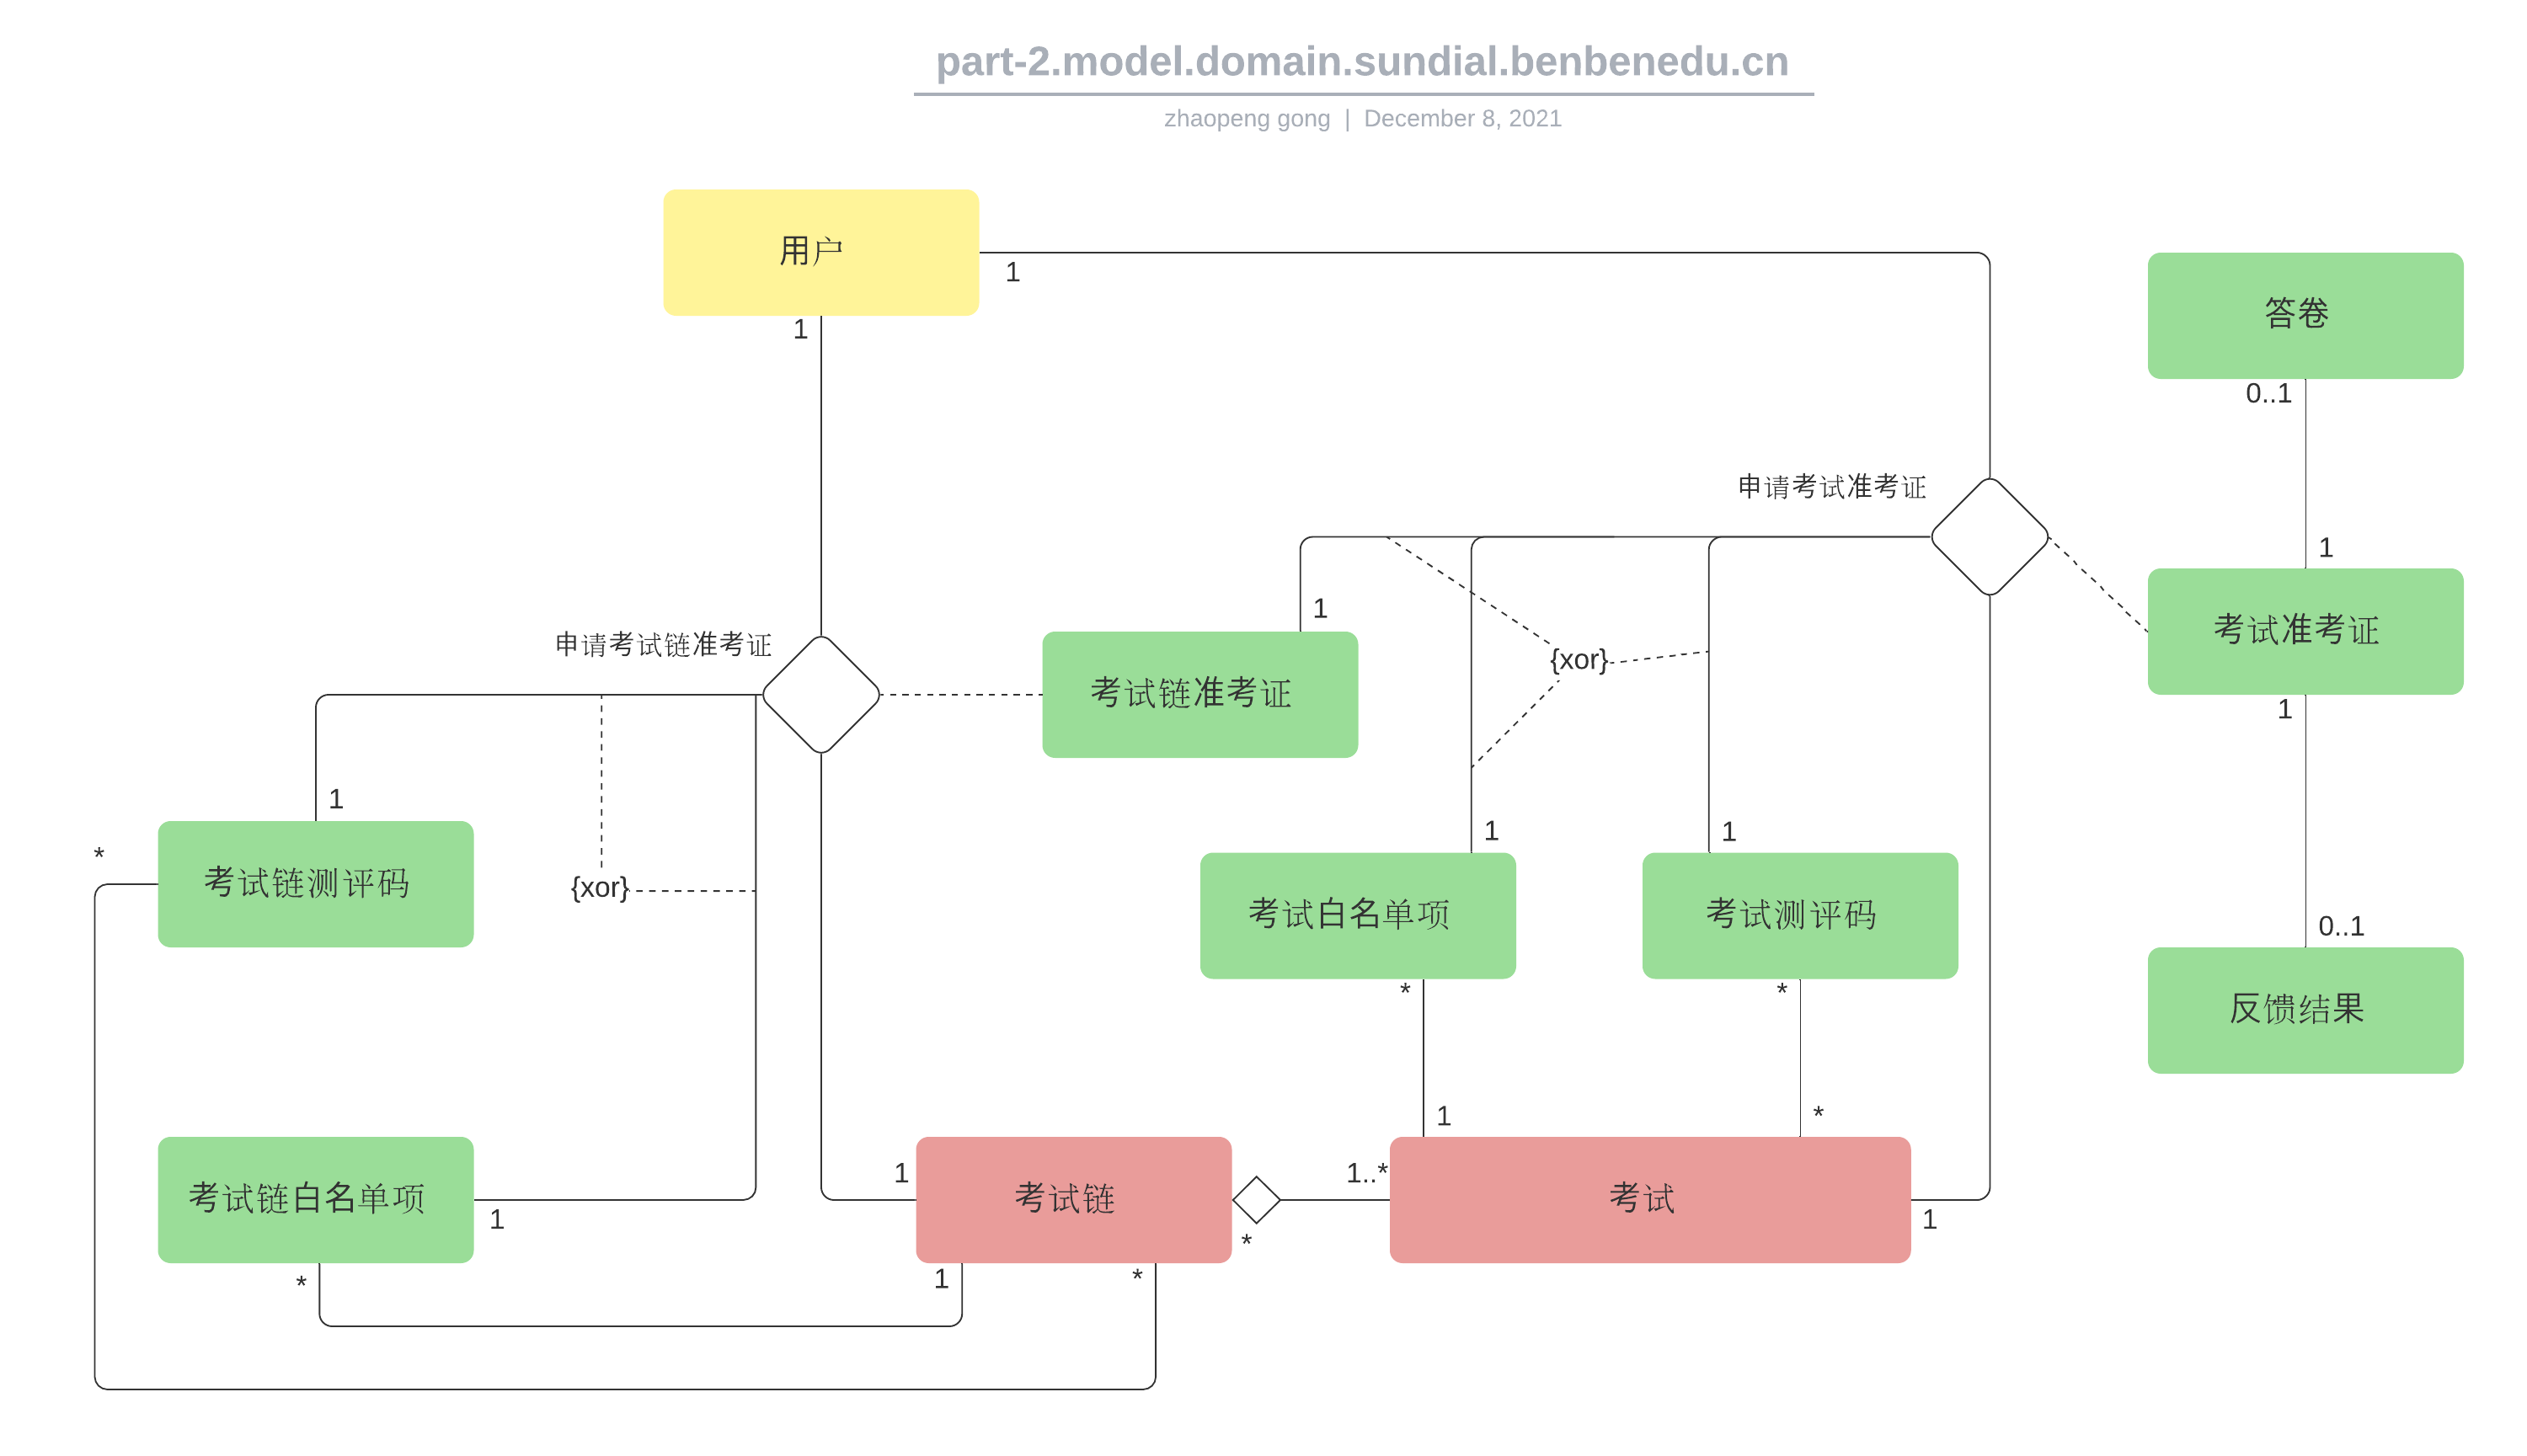 part-2.model.domain.sundial.benbenedu.cn
zhaopeng gong | December 8, 2021
用户
1
1
答卷
0..1
申请考试准考证
1
1
考试准考证
1
申请考试链准考证
{xor}
考试链准考证
1
*
考试链测评码
{xor}
1
1
考试白名单项
考试测评码
0..1
*
*
反馈结果
1
*
1
1..*
考试链白名单项
考试链
考试
1
1
*
*
1
*